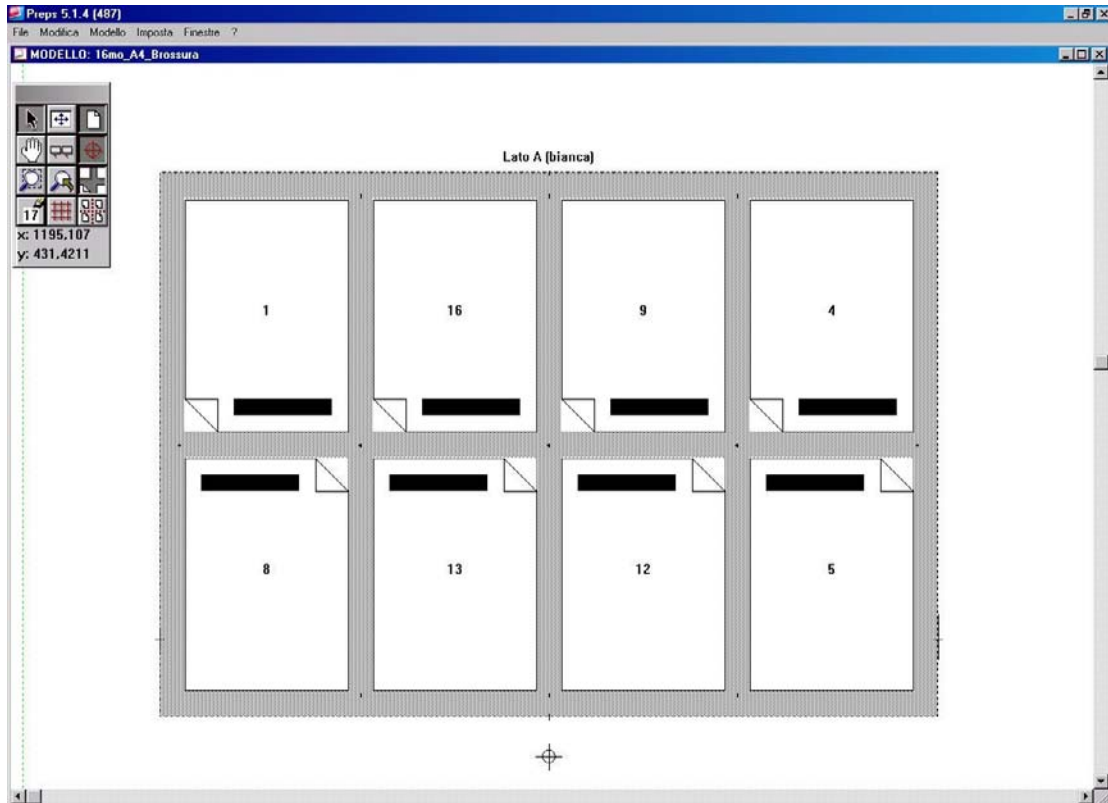 Preps 5.1.4 (487)
File Modifica Modello Imposta Finestre ?
MODELLO: 16mo_A4_Brossura
17
x: 1195,107
y: 431,4211
Lato A (bianca)
1 16 9 4
8 13 12 5